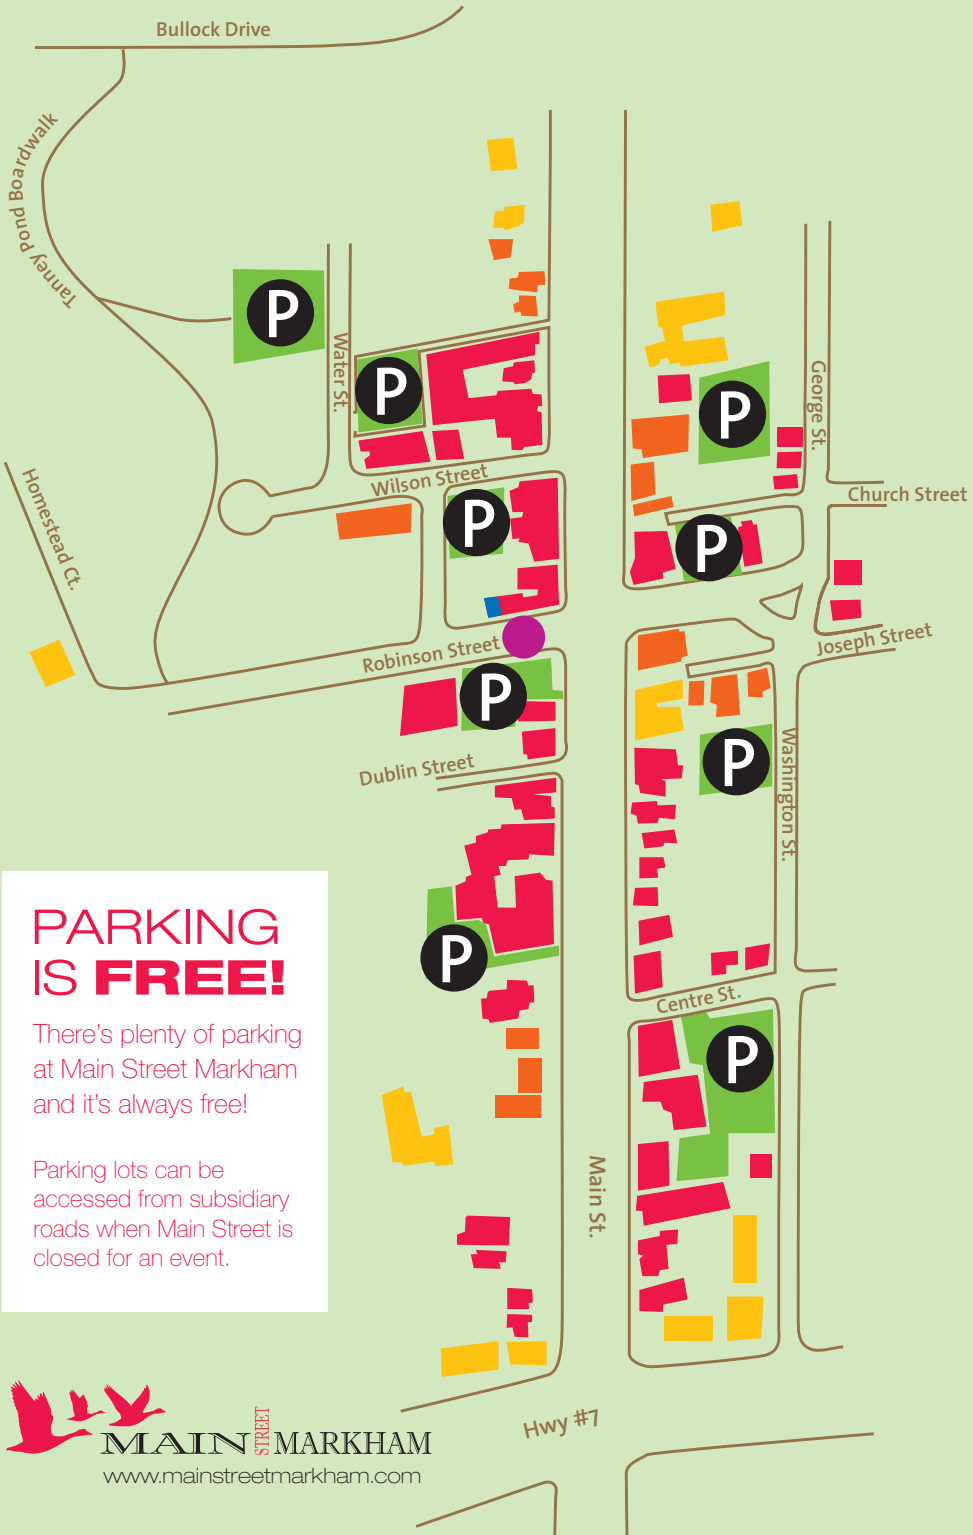 Bullock Drive
Tanney Pond Boardwalk
P
Water St.
P
George St.
P
Homestead Ct.
Wilson Street
Church Street
P
P
Robinson Street
Joseph Street
P
Dublin Street
P
Washington St.
P
Centre St.
P
PARKING
IS FREE!
There's plenty of parking
at Main Street Markham
and it's always free!
Parking lots can be
accessed from subsidiary
roads when Main Street is
closed for an event.
Main St.
Hwy #7
MAIN STREET MARKHAM
www.mainstreetmarkham.com